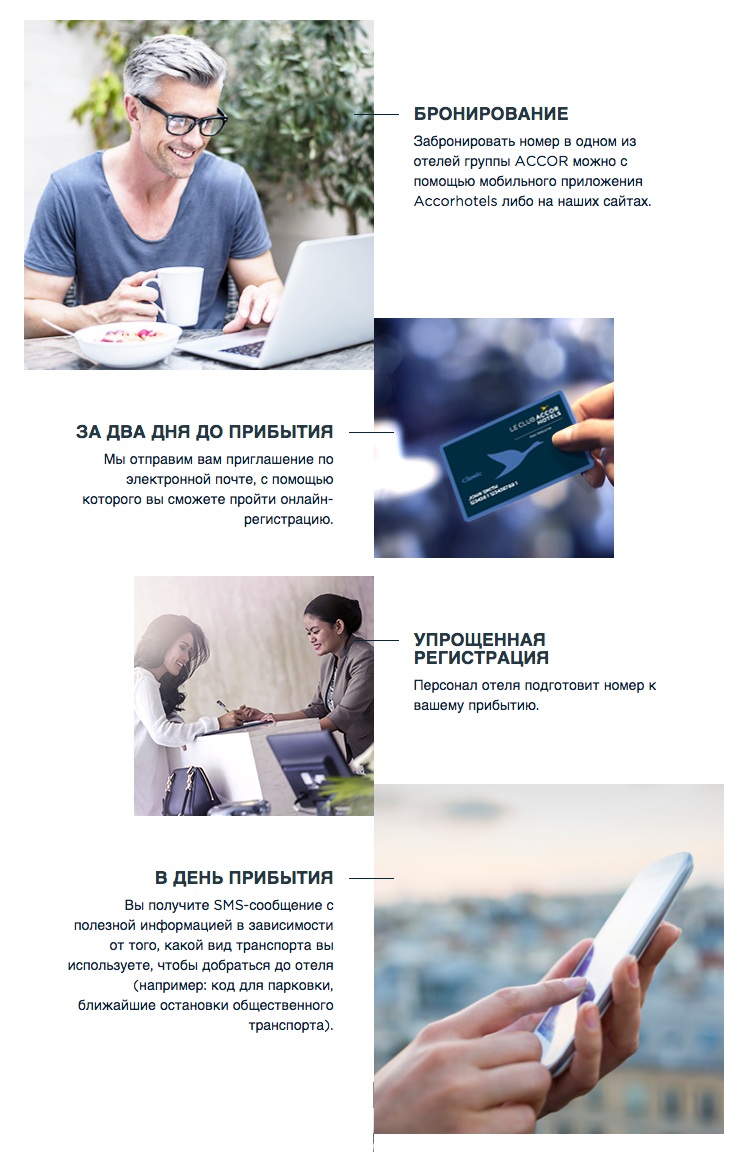 БРОНИРОВАНИЕ
Забронировать номер в одном из
отелей группы ACCOR можно с
помощью мобильного приложения
Accorhotels либо на наших сайтах.
LE CLUB ACCOR
HOTELS
Classic
JOHN SMITH
ЗА ДВА ДНЯ ДО ПРИБЫТИЯ
Мы отправим вам приглашение по
электронной почте, с помощью
которого вы сможете пройти онлайн-
регистрацию.
УПРОЩЕННАЯ
РЕГИСТРАЦИЯ
Персонал отеля подготовит номер к
вашему прибытию.
В ДЕНЬ ПРИБЫТИЯ
Вы получите SMS-сообщение с
полезной информацией в зависимости
от того, какой вид транспорта вы
используете, чтобы добраться до отеля
(например: код для парковки,
ближайшие остановки общественного
транспорта).